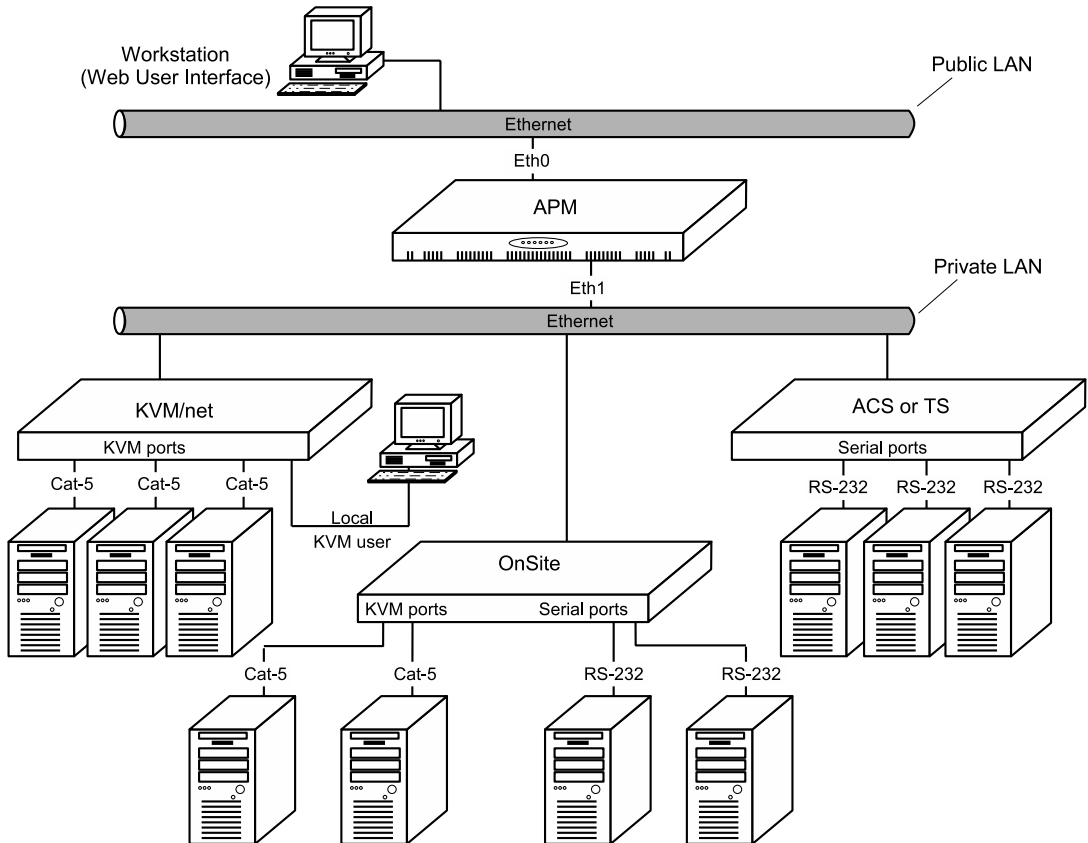 Workstation
(Web User Interface)
Public LAN
Ethernet
Eth0
APM
Private LAN
Eth1
Ethernet
KVM/net
ACS or TS
KVM ports
Serial ports
Cat-5
Cat-5
Cat-5
RS-232
RS-232
RS-232
Local
KVM user
OnSite
KVM ports
Serial ports
Cat-5
Cat-5
RS-232
RS-232